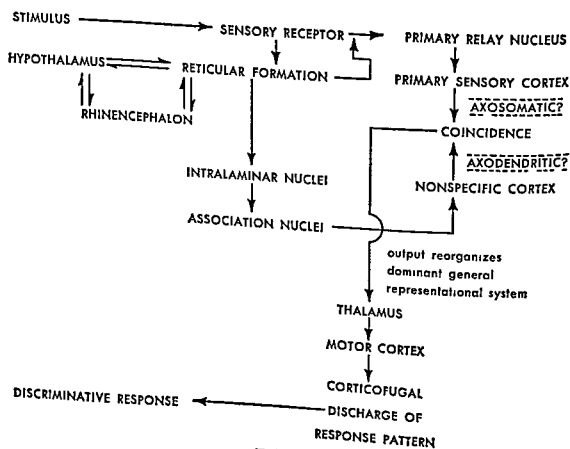 STIMULUS
SENSORY RECEPTOR
PRIMARY RELAY NUCLEUS
HYPOTHALAMUS
RETICULAR FORMATION
PRIMARY SENSORY CORTEX
RHINENCEPHALON
AXOSOMATIC?
COINCIDENCE
AXODENDRITIC?
INTRALAMINAR NUCLEI
NONSPECIFIC CORTEX
ASSOCIATION NUCLEI
output reorganizes
dominant general
representational system
THALAMUS
MOTOR CORTEX
CORTICOFUGAL
DISCHARGE OF
RESPONSE PATTERN
DISCRIMINATIVE RESPONSE